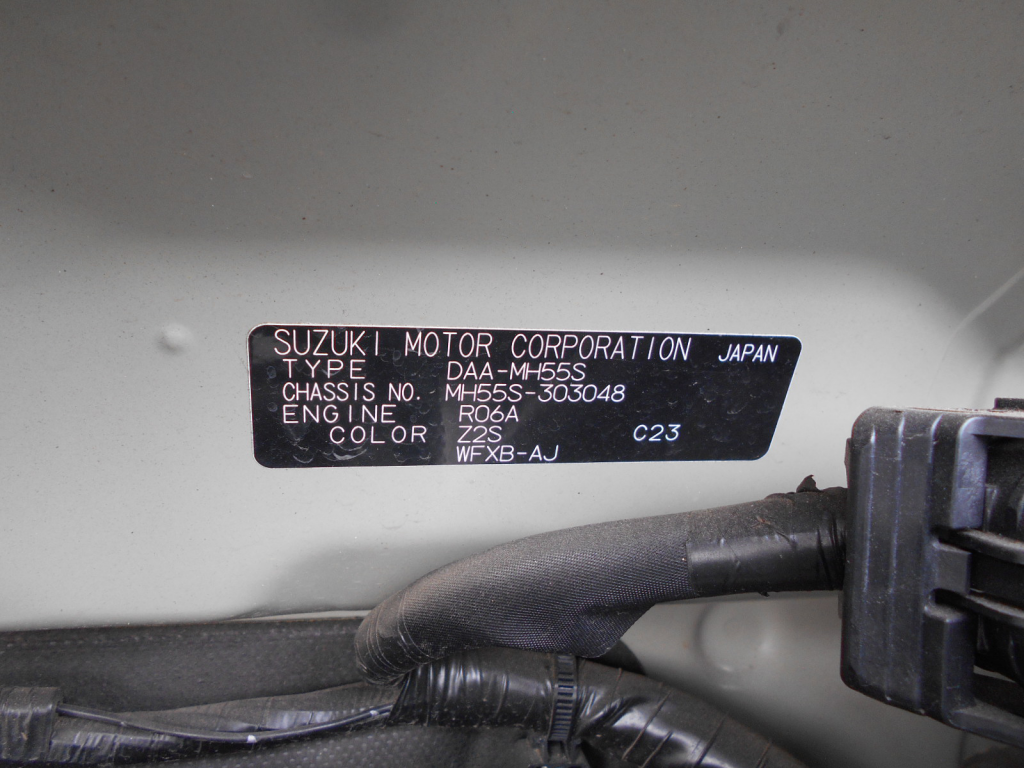 SUZUKI MOTOR CORPORATION JAPAN
TYPE DAA-MH55S
CHASSIS NO. MH55S-303048
ENGINE R06A
COLOR Z2S C23
WFXB-AJ